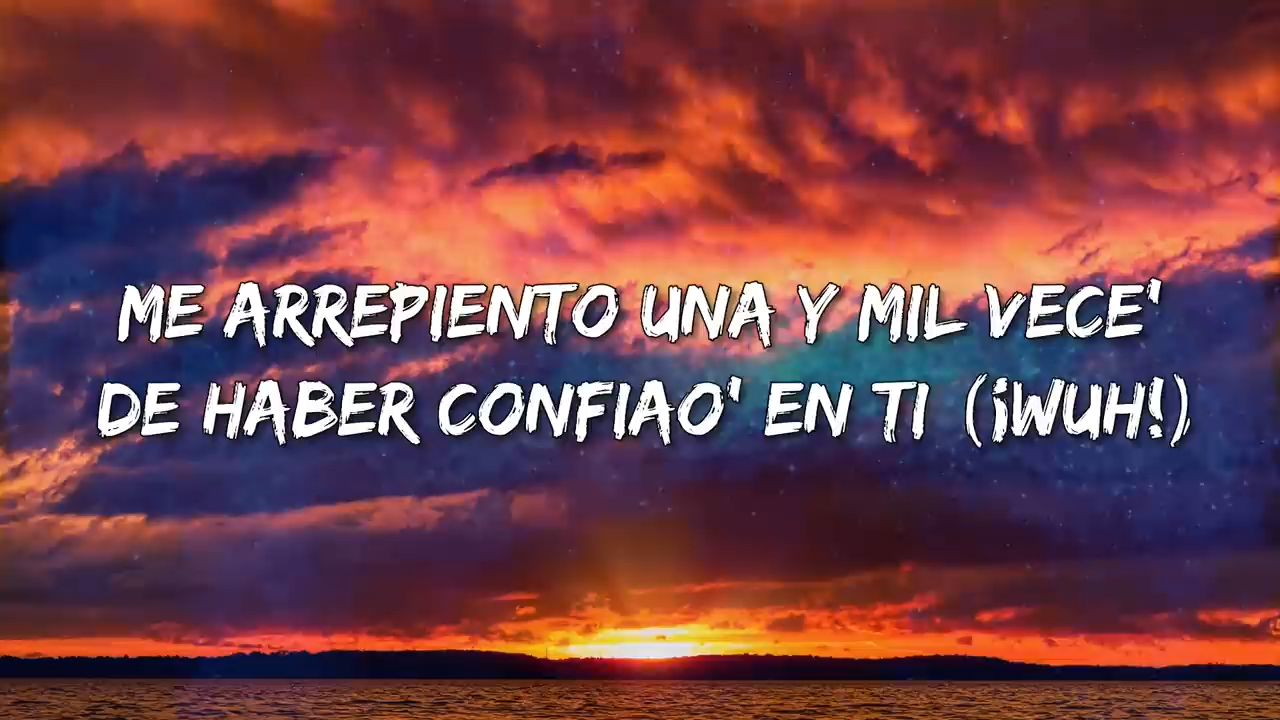 ME ARREPIENTO UNA Y MIL VECE'
DE HABER CONFIAO' EN TI (¡WUH!)